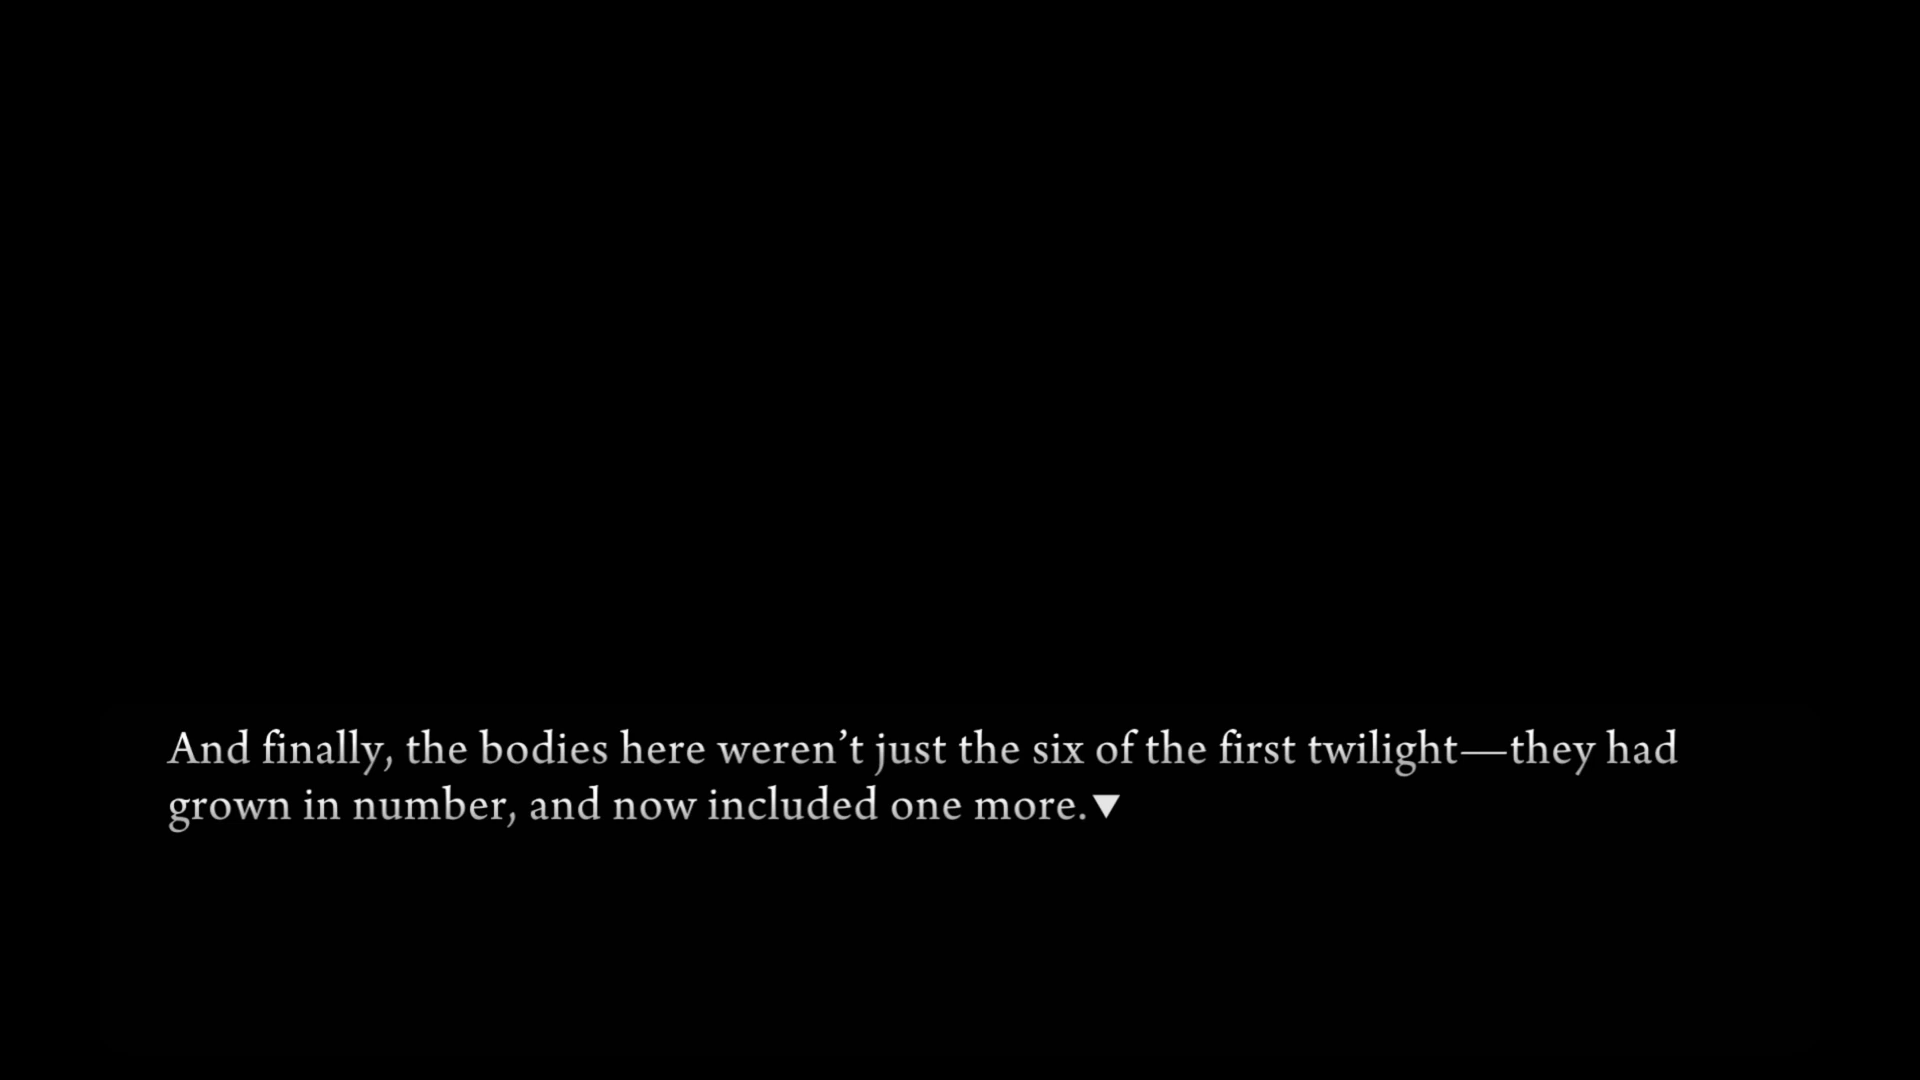 And finally, the bodies here weren’t just the six of the first twilight—they had
grown in number, and now included one more.▼